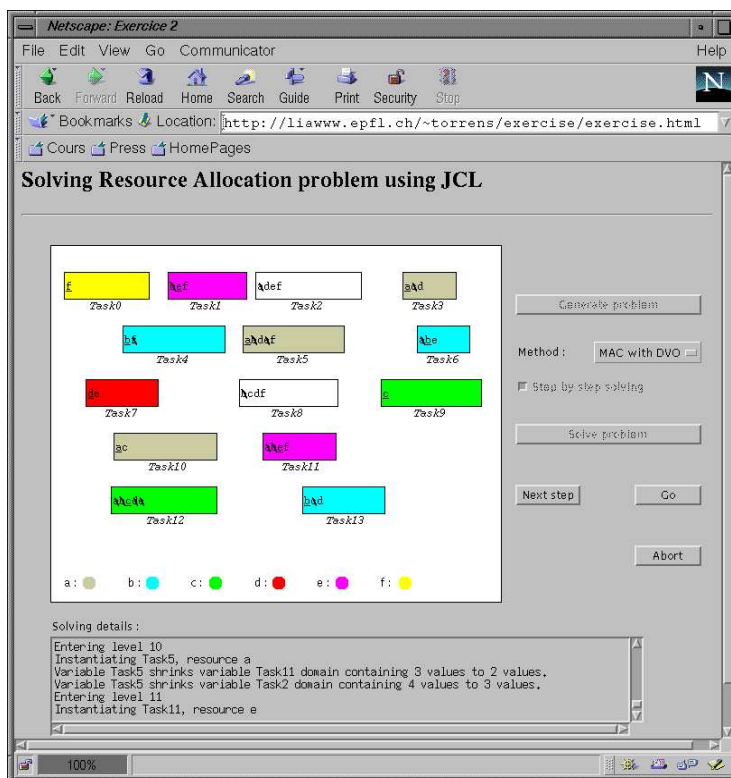 Netscape: Exercice 2
File Edit View Go Communicator Help
Back Forward Reload Home Search Guide Print Security Stop
N
Bookmarks Location: http://liawww.epfl.ch/~torrens/exercise/exercise.html
Cours Press HomePages
Solving Resource Allocation problem using JCL
f
Task0 Task1 Task2 Task3
Generate problem
Task4 Task5 Task6
Method : MAC with DVO
Step by step solving
c
Task7 Task8 Task9
Solve problem
ac
Task10 Task11
Next step Go
Task12 Task13
Abort
a: b: c: d: e: f:
Solving details :
Entering level 10
Instantiating Task5, resource a
Variable Task5 shrinks variable Task11 domain containing 3 values to 2 values.
Variable Task5 shrinks variable Task2 domain containing 4 values to 3 values.
Entering level 11
Instantiating Task11, resource e
100%